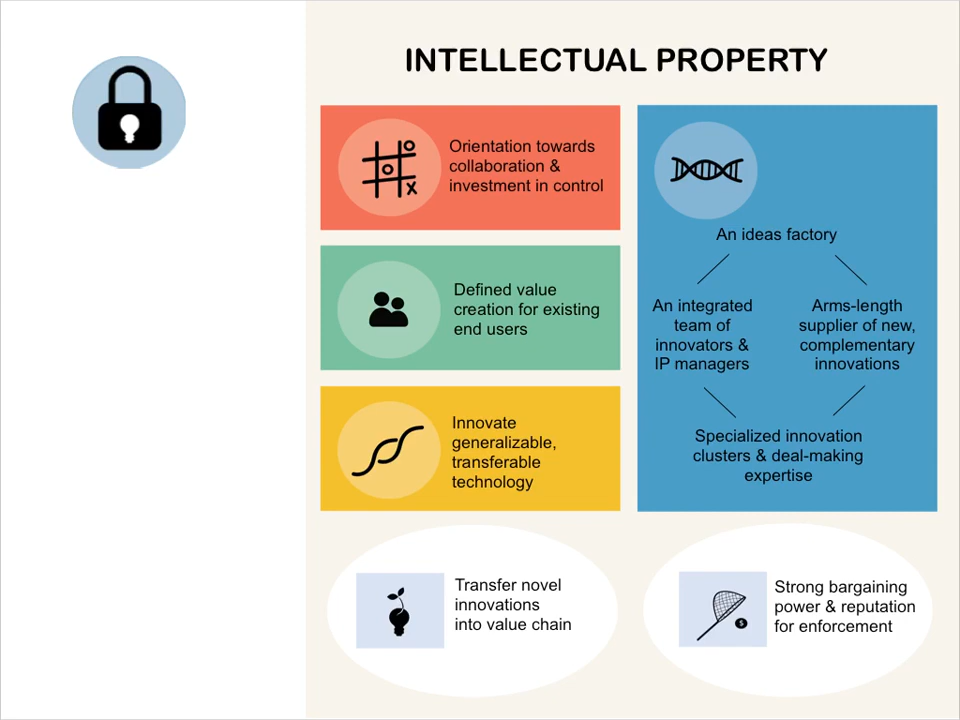 INTELLECTUAL PROPERTY
Orientation towards
collaboration &
investment in control
Defined value
creation for existing
end users
Innovate
generalizable,
transferable
technology
An ideas factory
An integrated
team of
innovators &
IP managers
Arms-length
supplier of new,
complementary
innovations
Specialized innovation
clusters & deal-making
expertise
Transfer novel
innovations
into value chain
Strong bargaining
power & reputation
for enforcement